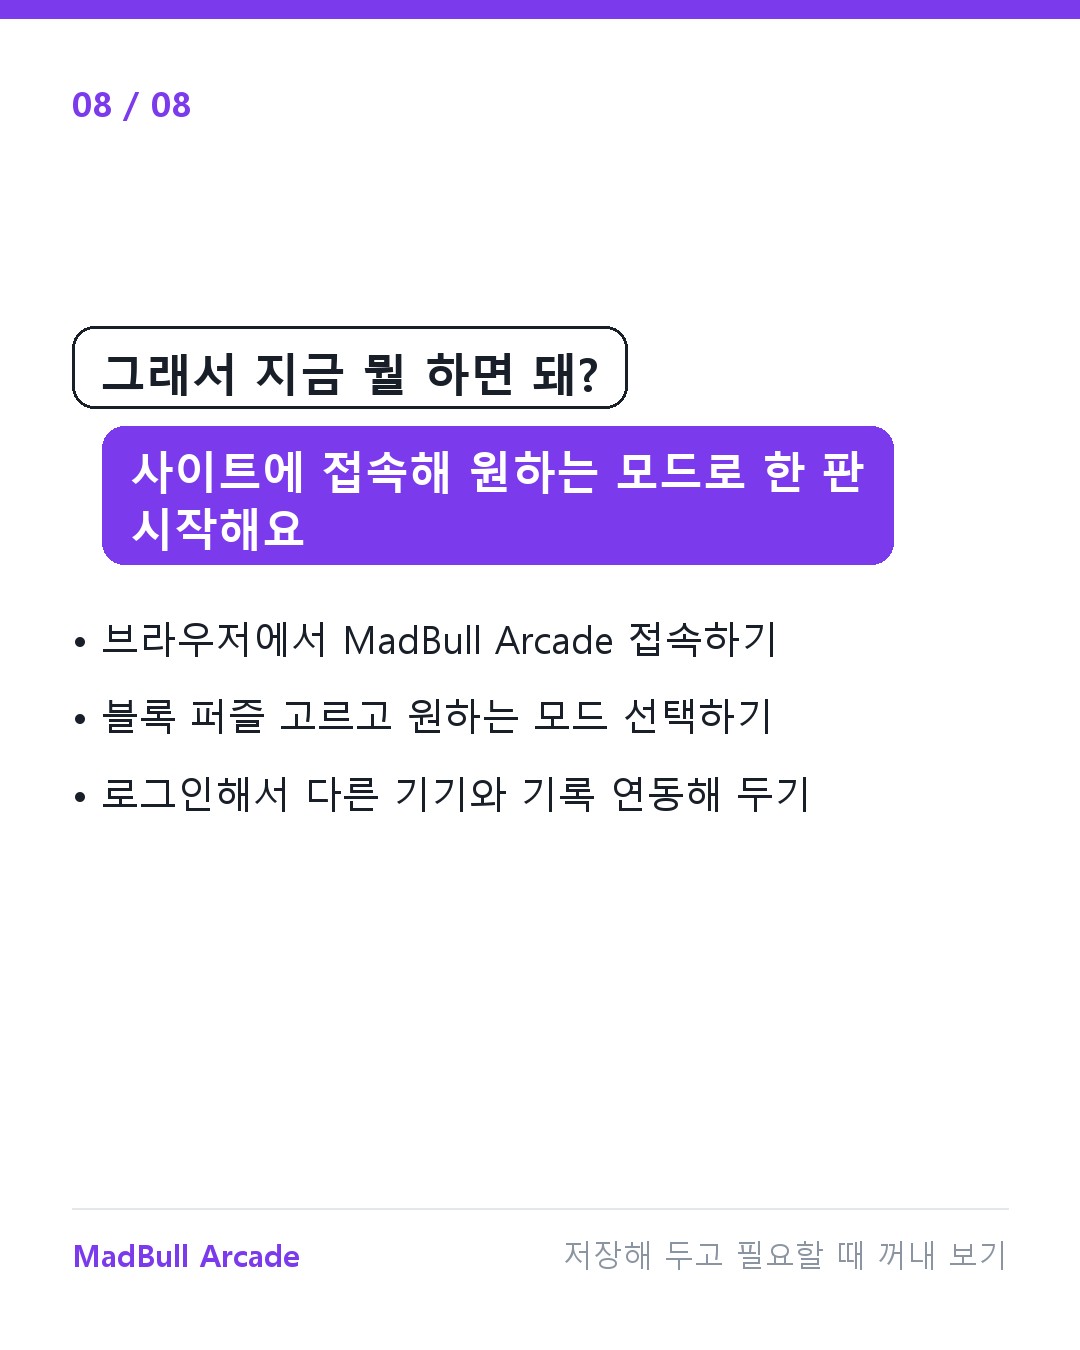 08 / 08
그래서 지금 뭘 하면 돼?
사이트에 접속해 원하는 모드로 한 판
시작해요
• 브라우저에서 MadBull Arcade 접속하기
• 블록 퍼즐 고르고 원하는 모드 선택하기
• 로그인해서 다른 기기와 기록 연동해 두기
MadBull Arcade
저장해 두고 필요할 때 꺼내 보기